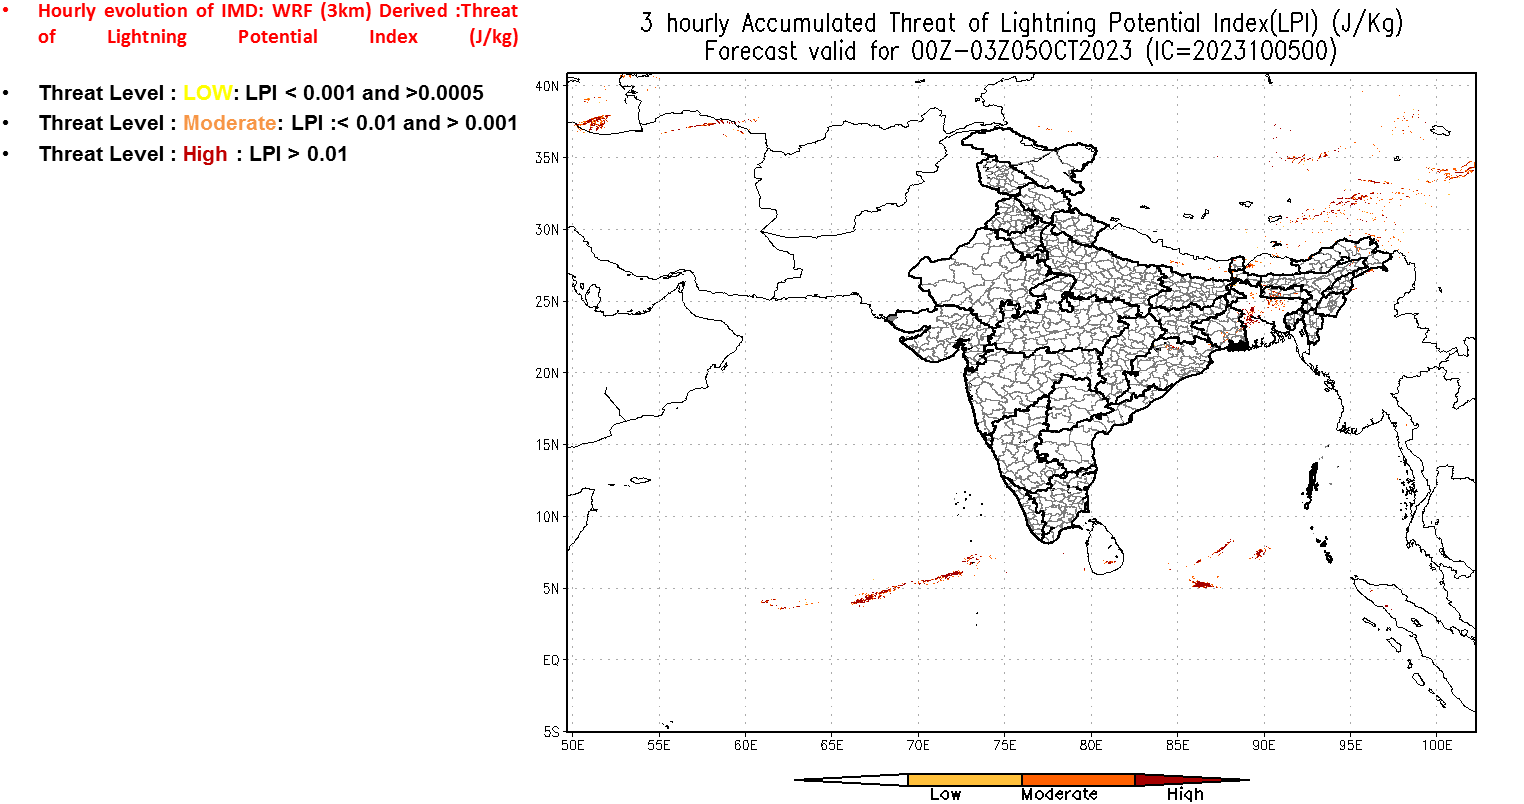 • Hourly evolution of IMD: WRF (3km) Derived :Threat
of Lightning Potential Index (J/kg)
• Threat Level : LOW: LPI < 0.001 and >0.0005
• Threat Level : Moderate: LPI :< 0.01 and > 0.001
• Threat Level : High : LPI > 0.01
3 hourly Accumulated Threat of Lightning Potential Index(LPI) (J/Kg)
Forecast valid for 00Z-03Z05OCT2023 (IC=2023100500)
40N
35N
30N
25N
20N
15N
10N
5N
EQ
5S
50E 55E 60E 65E 70E 75E 80E 85E 90E 95E 100E
Low Moderate High